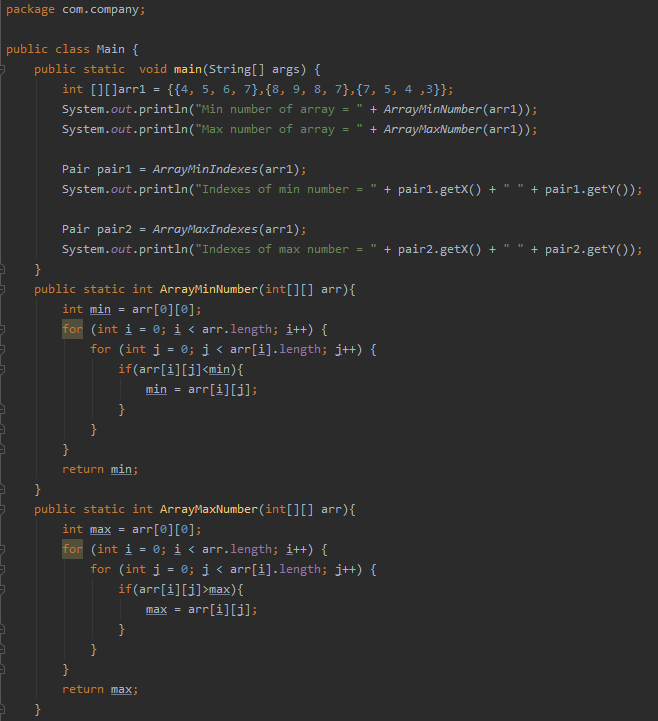 package com.company;
public class Main {
    public static  void main(String[] args) {
        int [][]arr1 = {{4, 5, 6, 7},{8, 9, 8, 7},{7, 5, 4 ,3}};
        System.out.println("Min number of array = " + ArrayMinNumber(arr1));
        System.out.println("Max number of array = " + ArrayMaxNumber(arr1));
        Pair pair1 = ArrayMinIndexes(arr1);
        System.out.println("Indexes of min number = " + pair1.getX() + " " + pair1.getY());
        Pair pair2 = ArrayMaxIndexes(arr1);
        System.out.println("Indexes of max number = " + pair2.getX() + " " + pair2.getY());
    }
    public static int ArrayMinNumber(int[][] arr){
        int min = arr[0][0];
        for (int i = 0; i < arr.length; i++) {
            for (int j = 0; j < arr[i].length; j++) {
                if(arr[i][j]<min){
                    min = arr[i][j];
                }
            }
        }
        return min;
    }
    public static int ArrayMaxNumber(int[][] arr){
        int max = arr[0][0];
        for (int i = 0; i < arr.length; i++) {
            for (int j = 0; j < arr[i].length; j++) {
                if(arr[i][j]>max){
                    max = arr[i][j];
                }
            }
        }
        return max;
    }